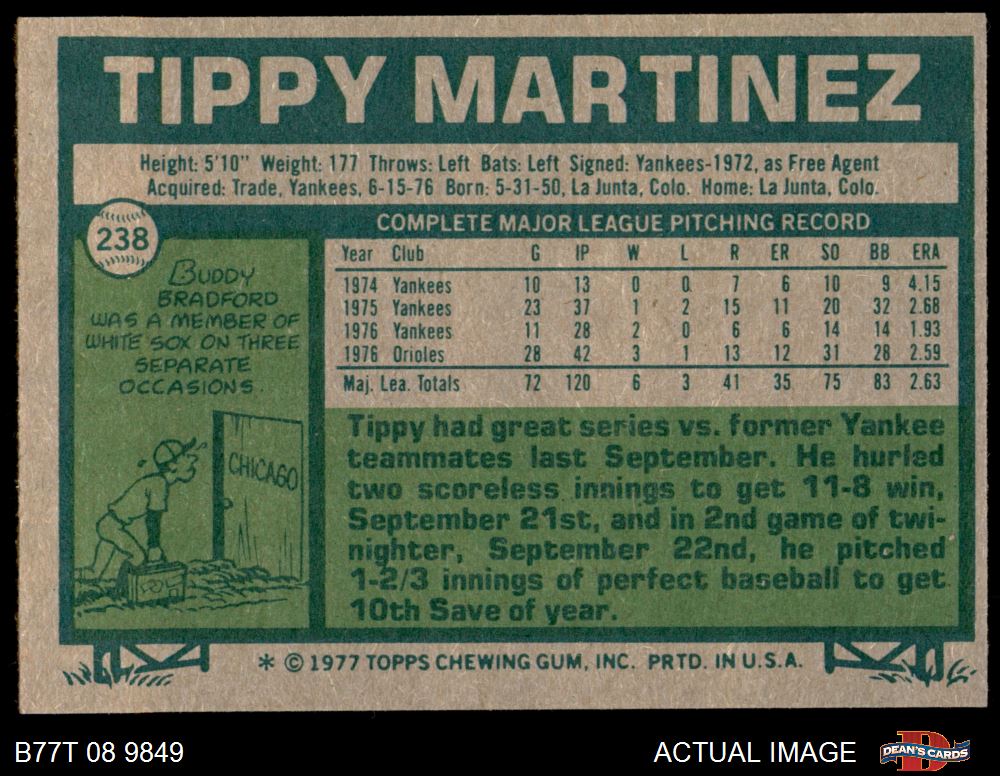 TIPPY MARTINEZ
Height: 5'10" Weight: 177 Throws: Left Bats: Left Signed: Yankees-1972, as Free Agent
Acquired: Trade, Yankees, 6-15-76 Born: 5-31-50, La Junta, Colo. Home: La Junta, Colo.
238
BUDDY
BRADFORD
WAS A MEMBER OF
WHITE SOX ON THREE
SEPARATE
OCCASIONS.
CHICAGO
COMPLETE MAJOR LEAGUE PITCHING RECORD
Year Club G IP W L R ER SO BB ERA
1974 Yankees 10 13 0 0 7 6 10 9 4.15
1975 Yankees 23 37 1 2 15 11 20 32 2.68
1976 Yankees 11 28 2 0 6 6 14 14 1.93
1976 Orioles 28 42 3 1 13 12 31 28 2.59
Maj. Lea. Totals 72 120 6 3 41 35 75 83 2.63
Tippy had great series vs. former Yankee
teammates last September. He hurled
two scoreless innings to get 11-8 win,
September 21st, and in 2nd game of twi-
nighter, September 22nd, he pitched
1-2/3 innings of perfect baseball to get
10th Save of year.
* © 1977 TOPPS CHEWING GUM, INC. PRTD. IN U.S.A.
B77T 08 9849
ACTUAL IMAGE
D
DEAN'S CARDS